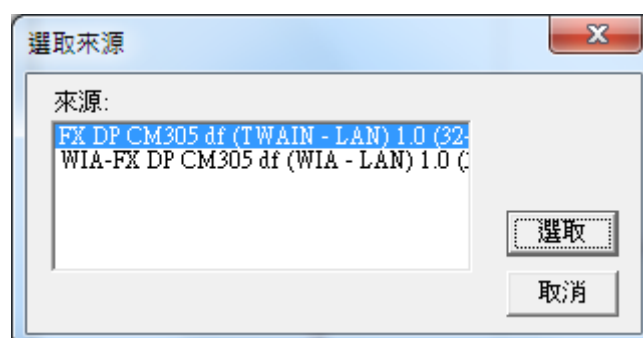 選取來源
來源:
FX DP CM305 df (TWAIN - LAN) 1.0 (32-
WIA-FX DP CM305 df (WIA - LAN) 1.0 (
選取
取消